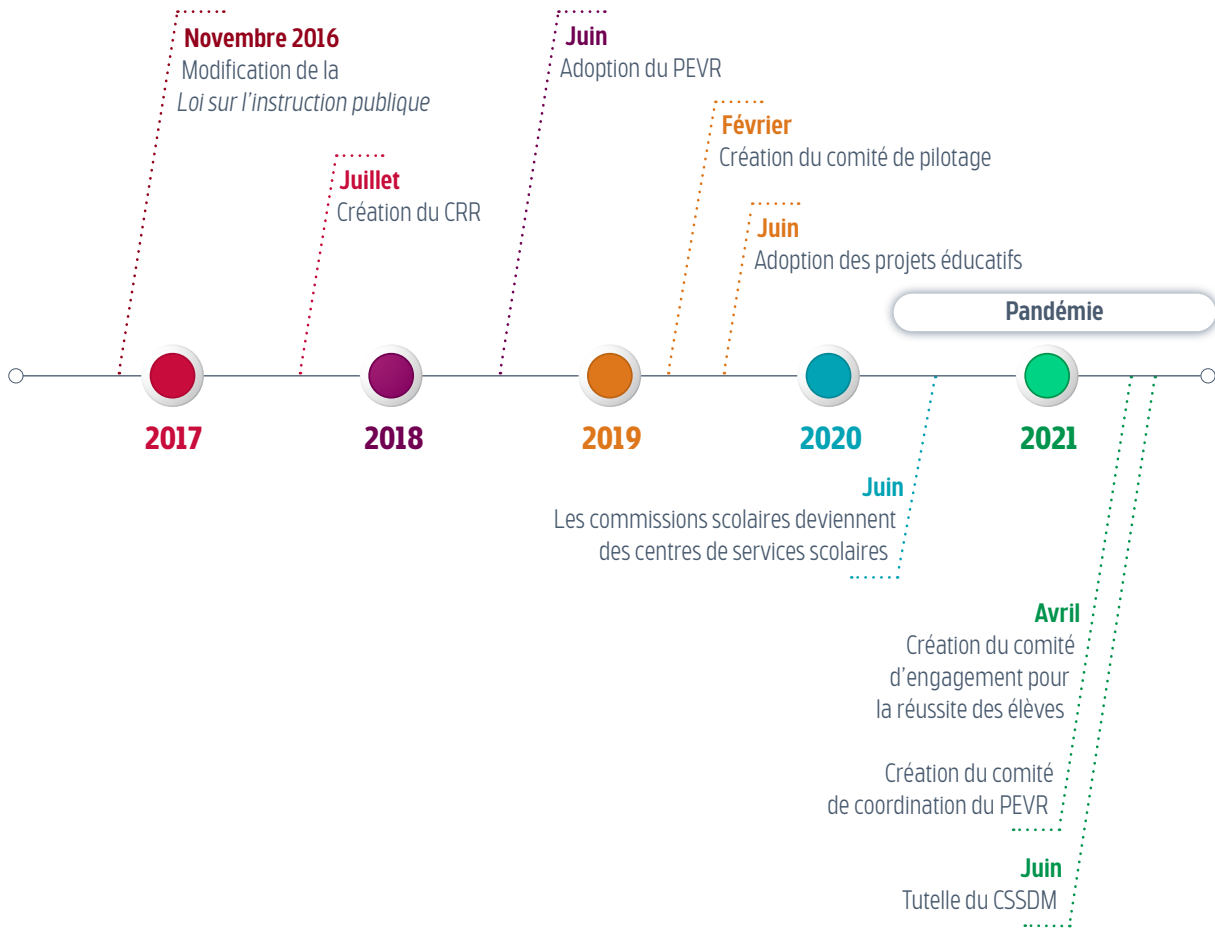 Novembre 2016
Modification de la
Loi sur l'instruction publique
Juillet
Création du CRR
Juin
Adoption du PEVR
Février
Création du comité de pilotage
Juin
Adoption des projets éducatifs
Pandémie
2017
2018
2019
2020
2021
Juin
Les commissions scolaires deviennent
des centres de services scolaires
Avril
Création du comité
d'engagement pour
la réussite des élèves
Création du comité
de coordination du PEVR
Juin
Tutelle du CSSDM